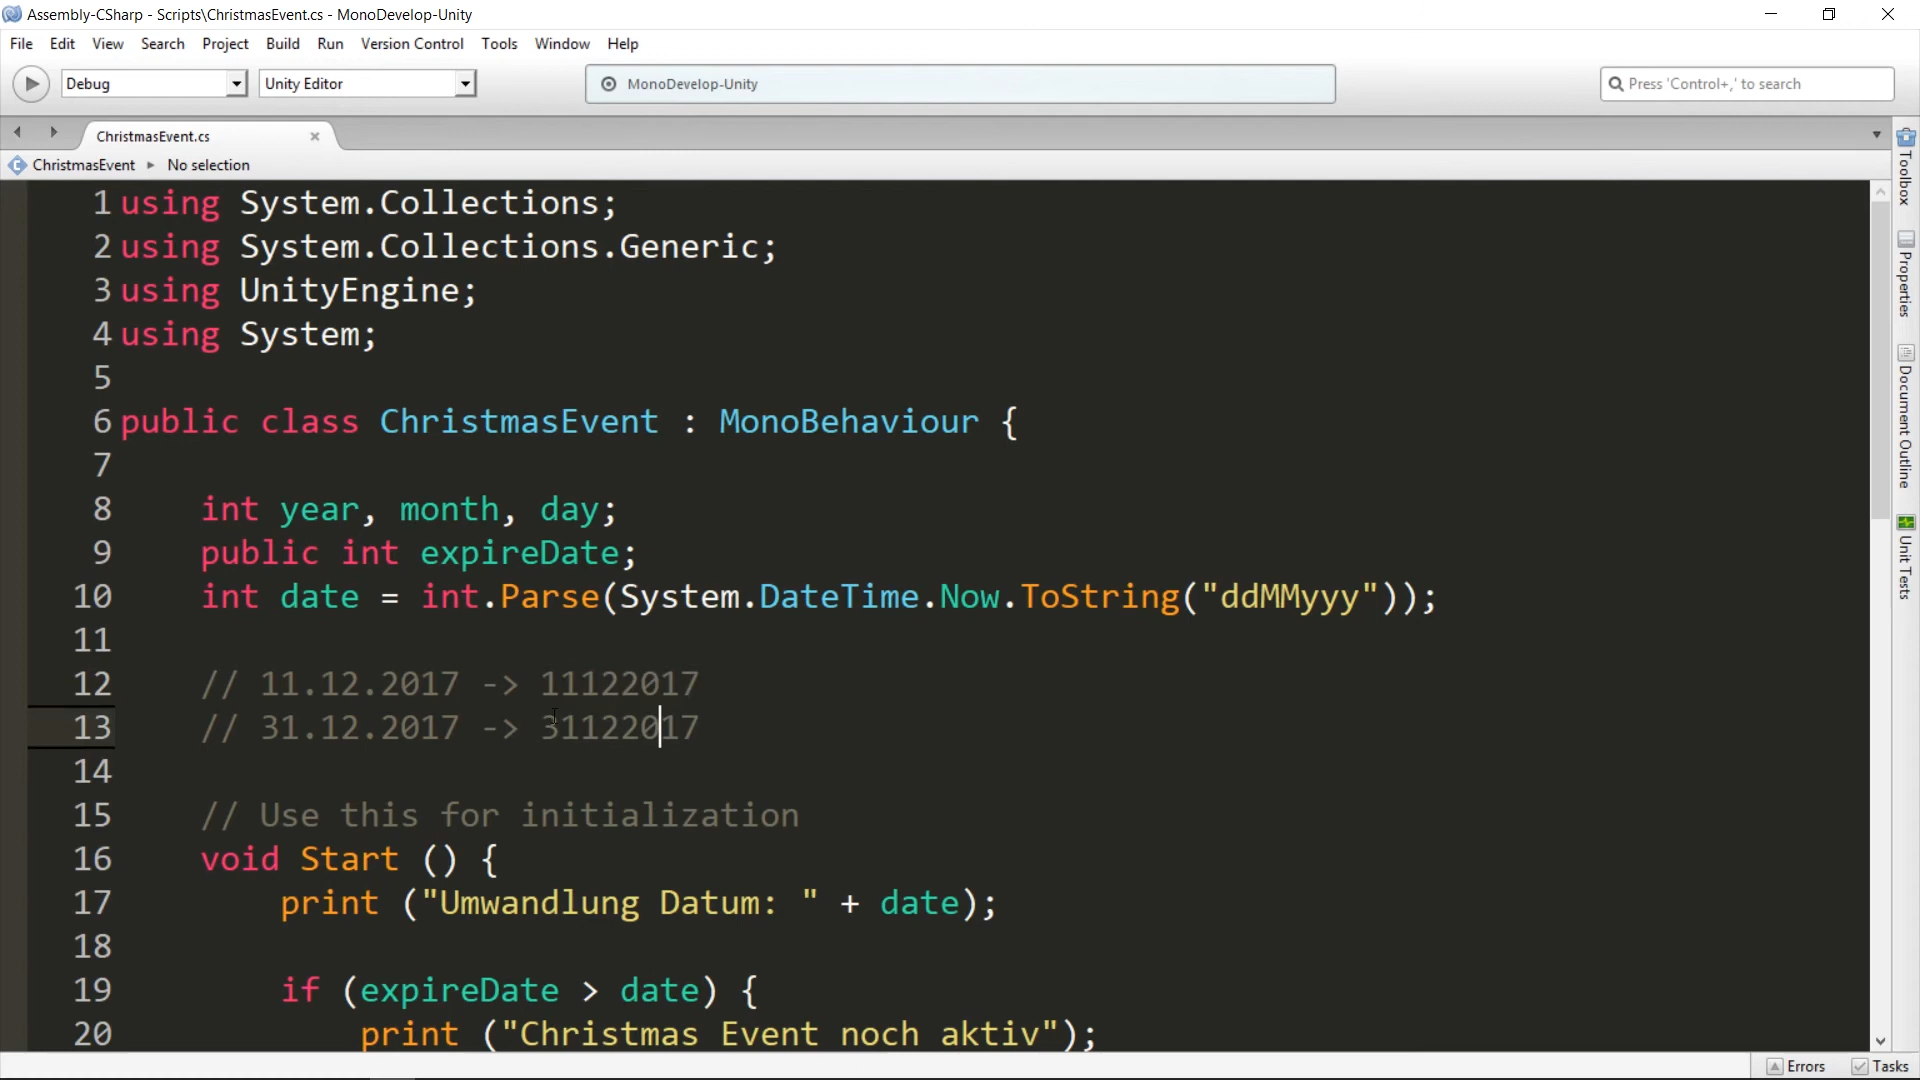 Assembly-CSharp - Scripts\ChristmasEvent.cs - MonoDevelop-Unity
File Edit View Search Project Build Run Version Control Tools Window Help
Debug Unity Editor MonoDevelop-Unity Press 'Control+,' to search
ChristmasEvent.cs
ChristmasEvent No selection
1 using System.Collections;
2 using System.Collections.Generic;
3 using UnityEngine;
4 using System;
5
6 public class ChristmasEvent : MonoBehaviour {
7
8 int year, month, day;
9 public int expireDate;
10 int date = int.Parse(System.DateTime.Now.ToString("ddMMyyy"));
11
12 // 11.12.2017 -> 11122017
13 // 31.12.2017 -> 31122017
14
15 // Use this for initialization
16 void Start () {
17 print ("Umwandlung Datum: " + date);
18
19 if (expireDate > date) {
20 print ("Christmas Event noch aktiv");
Toolbox
Properties
Document Outline
Unit Tests
Errors Tasks